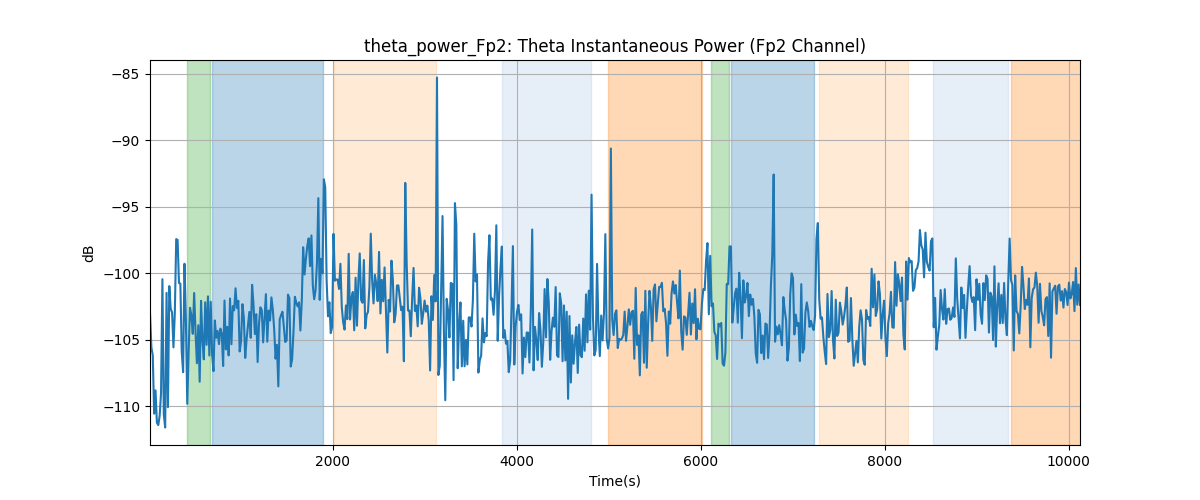 theta_power_Fp2: Theta Instantaneous Power (Fp2 Channel)
−85
−90
−95
−100
−105
−110
dB
2000 4000 6000 8000 10000
Time(s)